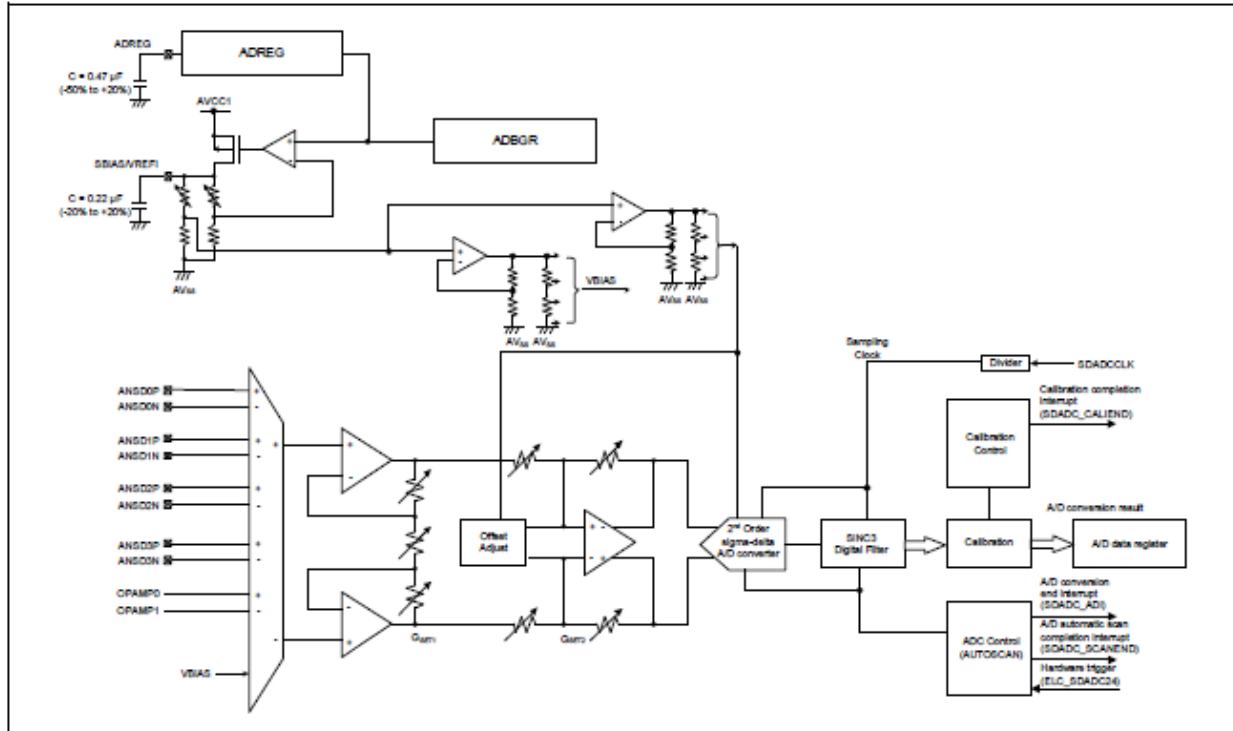 ADREG
ADREG
C = 0.47 µF
(-50% to +20%)
AVCC1
ADBGR
SBIAS/VREFI
C = 0.22 µF
(-20% to +20%)
AVss
VBIAS
AVss
AVss
AVss
AVss
Sampling
Clock
Divider
SDADCCLK
ANSD0P
ANSD0N
ANSD1P
ANSD1N
ANSD2P
ANSD2N
ANSD3P
ANSD3N
OPAMP0
OPAMP1
VBIAS
Offset
Adjust
2nd Order
sigma-delta
A/D converter
SINC3
Digital Filter
Calibration
Control
Calibration completion
interrupt
(SDADC_CALIEND)
Calibration
A/D conversion result
A/D data register
ADC Control
(AUTOSCAN)
A/D conversion
end interrupt
(SDADC_ADI)
A/D automatic scan
completion interrupt
(SDADC_SCANEND)
Hardware trigger
(ELC_SDADC24)
GSET1
GSET2